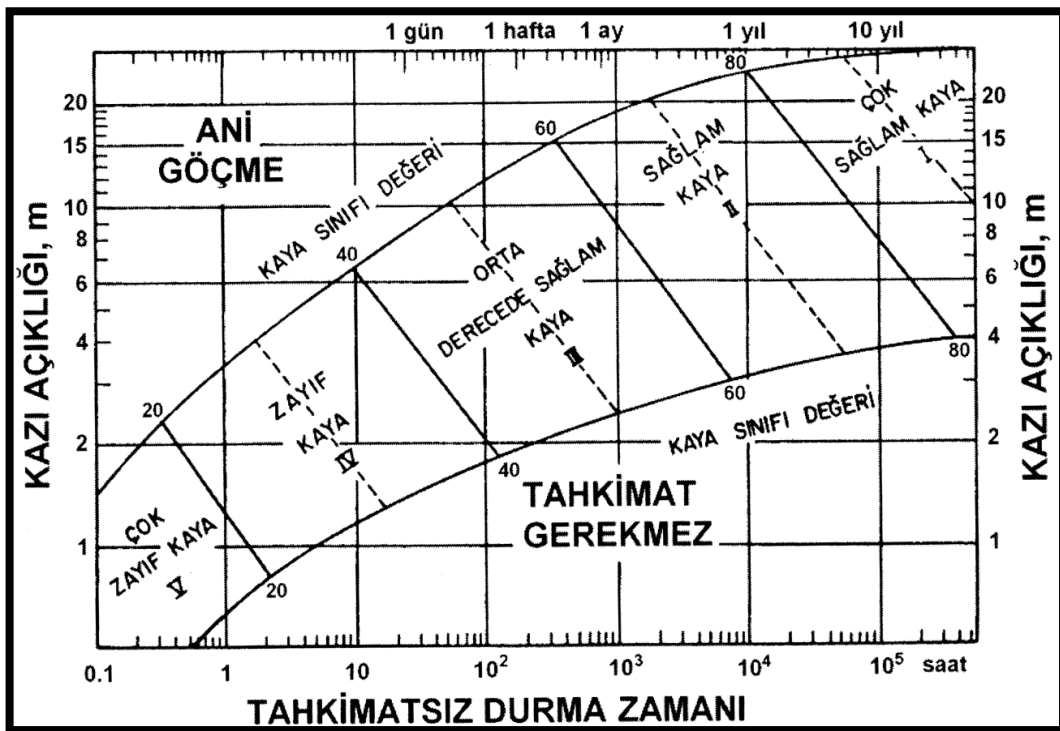 1 gün 1 hafta 1 ay 1 yıl 10 yıl
20
15
10
8
6
4
2
1
KAZI AÇIKLIĞI, m
ANİ
GÖÇME
KAYA SINIFI DEĞERİ
20
40
60
80
ÇOK
ZAYIF KAYA
V
ZAYIF
KAYA
IV
ORTA
DERECEDE SAĞLAM
KAYA
III
SAĞLAM
KAYA
II
ÇOK
SAĞLAM KAYA
I
20
40
60
80
KAYA SINIFI DEĞERİ
TAHKİMAT
GEREKMEZ
20
15
10
8
6
4
2
1
KAZI AÇIKLIĞI, m
0.1 1 10 10² 10³ 10⁴ 10⁵ saat
TAHKİMATSIZ DURMA ZAMANI